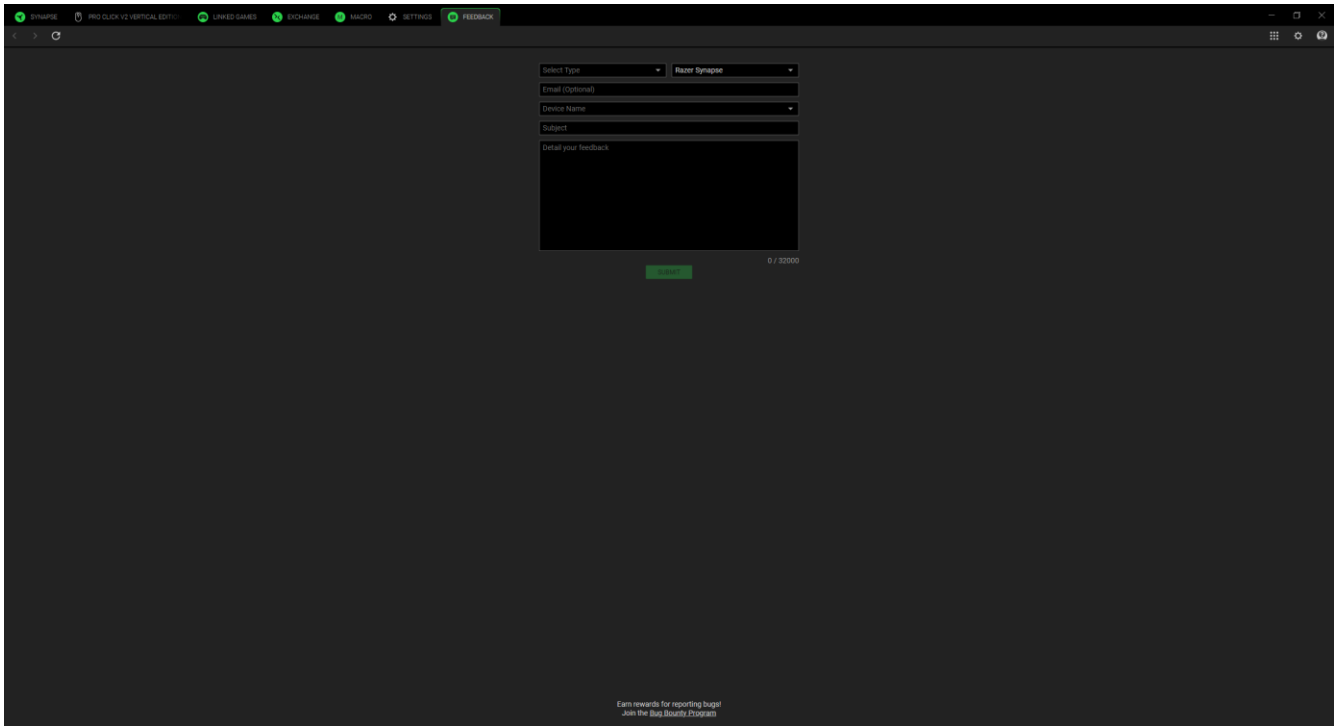 SYNAPSE PRO CLICK V2 VERTICAL EDITIO LINKED GAMES EXCHANGE MACRO SETTINGS FEEDBACK
Select Type Razer Synapse
Email (Optional)
Device Name
Subject
Detail your feedback
0 / 32000
SUBMIT
Earn rewards for reporting bugs!
Join the Bug Bounty Program